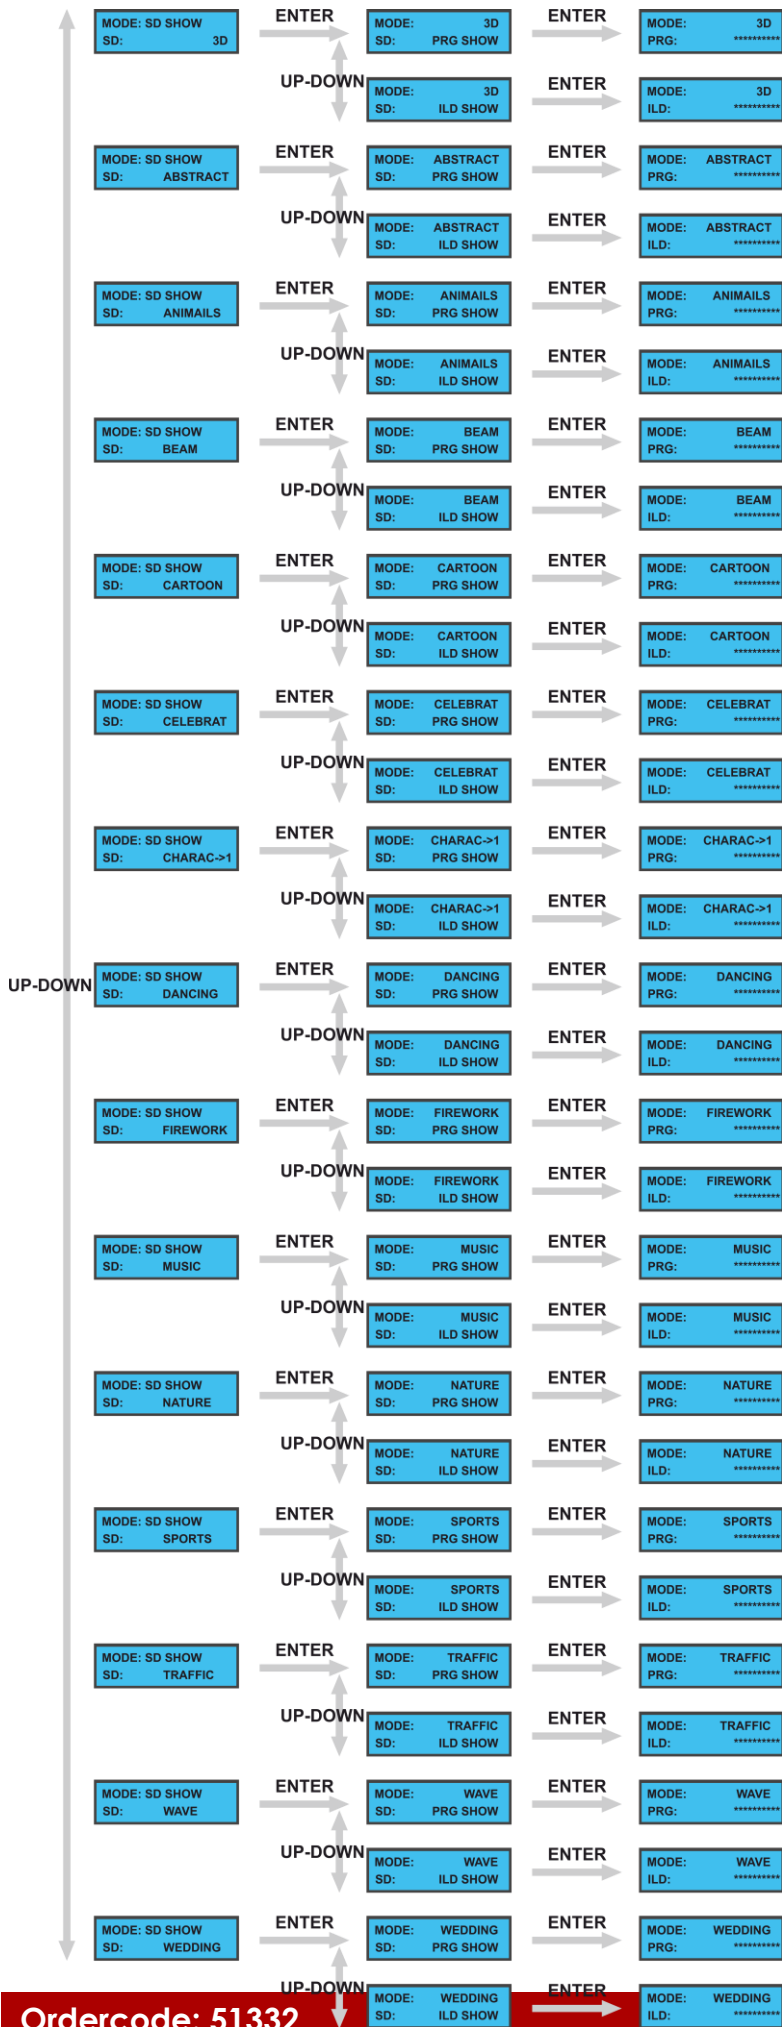 MODE: SD SHOW ENTER MODE: 3D ENTER MODE: 3D
SD: 3D SD: PRG SHOW PRG: **********
UP-DOWN MODE: 3D ENTER MODE: 3D
SD: ILD SHOW ILD: **********
MODE: SD SHOW ENTER MODE: ABSTRACT ENTER MODE: ABSTRACT
SD: ABSTRACT SD: PRG SHOW PRG: **********
UP-DOWN MODE: ABSTRACT ENTER MODE: ABSTRACT
SD: ILD SHOW ILD: **********
MODE: SD SHOW ENTER MODE: ANIMAILS ENTER MODE: ANIMAILS
SD: ANIMAILS SD: PRG SHOW PRG: **********
UP-DOWN MODE: ANIMAILS ENTER MODE: ANIMAILS
SD: ILD SHOW ILD: **********
MODE: SD SHOW ENTER MODE: BEAM ENTER MODE: BEAM
SD: BEAM SD: PRG SHOW PRG: **********
UP-DOWN MODE: BEAM ENTER MODE: BEAM
SD: ILD SHOW ILD: **********
MODE: SD SHOW ENTER MODE: CARTOON ENTER MODE: CARTOON
SD: CARTOON SD: PRG SHOW PRG: **********
UP-DOWN MODE: CARTOON ENTER MODE: CARTOON
SD: ILD SHOW ILD: **********
MODE: SD SHOW ENTER MODE: CELEBRAT ENTER MODE: CELEBRAT
SD: CELEBRAT SD: PRG SHOW PRG: **********
UP-DOWN MODE: CELEBRAT ENTER MODE: CELEBRAT
SD: ILD SHOW ILD: **********
MODE: SD SHOW ENTER MODE: CHARAC->1 ENTER MODE: CHARAC->1
SD: CHARAC->1 SD: PRG SHOW PRG: **********
UP-DOWN MODE: CHARAC->1 ENTER MODE: CHARAC->1
SD: ILD SHOW ILD: **********
UP-DOWN MODE: SD SHOW ENTER MODE: DANCING ENTER MODE: DANCING
SD: DANCING SD: PRG SHOW PRG: **********
UP-DOWN MODE: DANCING ENTER MODE: DANCING
SD: ILD SHOW ILD: **********
MODE: SD SHOW ENTER MODE: FIREWORK ENTER MODE: FIREWORK
SD: FIREWORK SD: PRG SHOW PRG: **********
UP-DOWN MODE: FIREWORK ENTER MODE: FIREWORK
SD: ILD SHOW ILD: **********
MODE: SD SHOW ENTER MODE: MUSIC ENTER MODE: MUSIC
SD: MUSIC SD: PRG SHOW PRG: **********
UP-DOWN MODE: MUSIC ENTER MODE: MUSIC
SD: ILD SHOW ILD: **********
MODE: SD SHOW ENTER MODE: NATURE ENTER MODE: NATURE
SD: NATURE SD: PRG SHOW PRG: **********
UP-DOWN MODE: NATURE ENTER MODE: NATURE
SD: ILD SHOW ILD: **********
MODE: SD SHOW ENTER MODE: SPORTS ENTER MODE: SPORTS
SD: SPORTS SD: PRG SHOW PRG: **********
UP-DOWN MODE: SPORTS ENTER MODE: SPORTS
SD: ILD SHOW ILD: **********
MODE: SD SHOW ENTER MODE: TRAFFIC ENTER MODE: TRAFFIC
SD: TRAFFIC SD: PRG SHOW PRG: **********
UP-DOWN MODE: TRAFFIC ENTER MODE: TRAFFIC
SD: ILD SHOW ILD: **********
MODE: SD SHOW ENTER MODE: WAVE ENTER MODE: WAVE
SD: WAVE SD: PRG SHOW PRG: **********
UP-DOWN MODE: WAVE ENTER MODE: WAVE
SD: ILD SHOW ILD: **********
MODE: SD SHOW ENTER MODE: WEDDING ENTER MODE: WEDDING
SD: WEDDING SD: PRG SHOW PRG: **********
UP-DOWN MODE: WEDDING ENTER MODE: WEDDING
SD: ILD SHOW ILD: **********
Ordercode: 51332